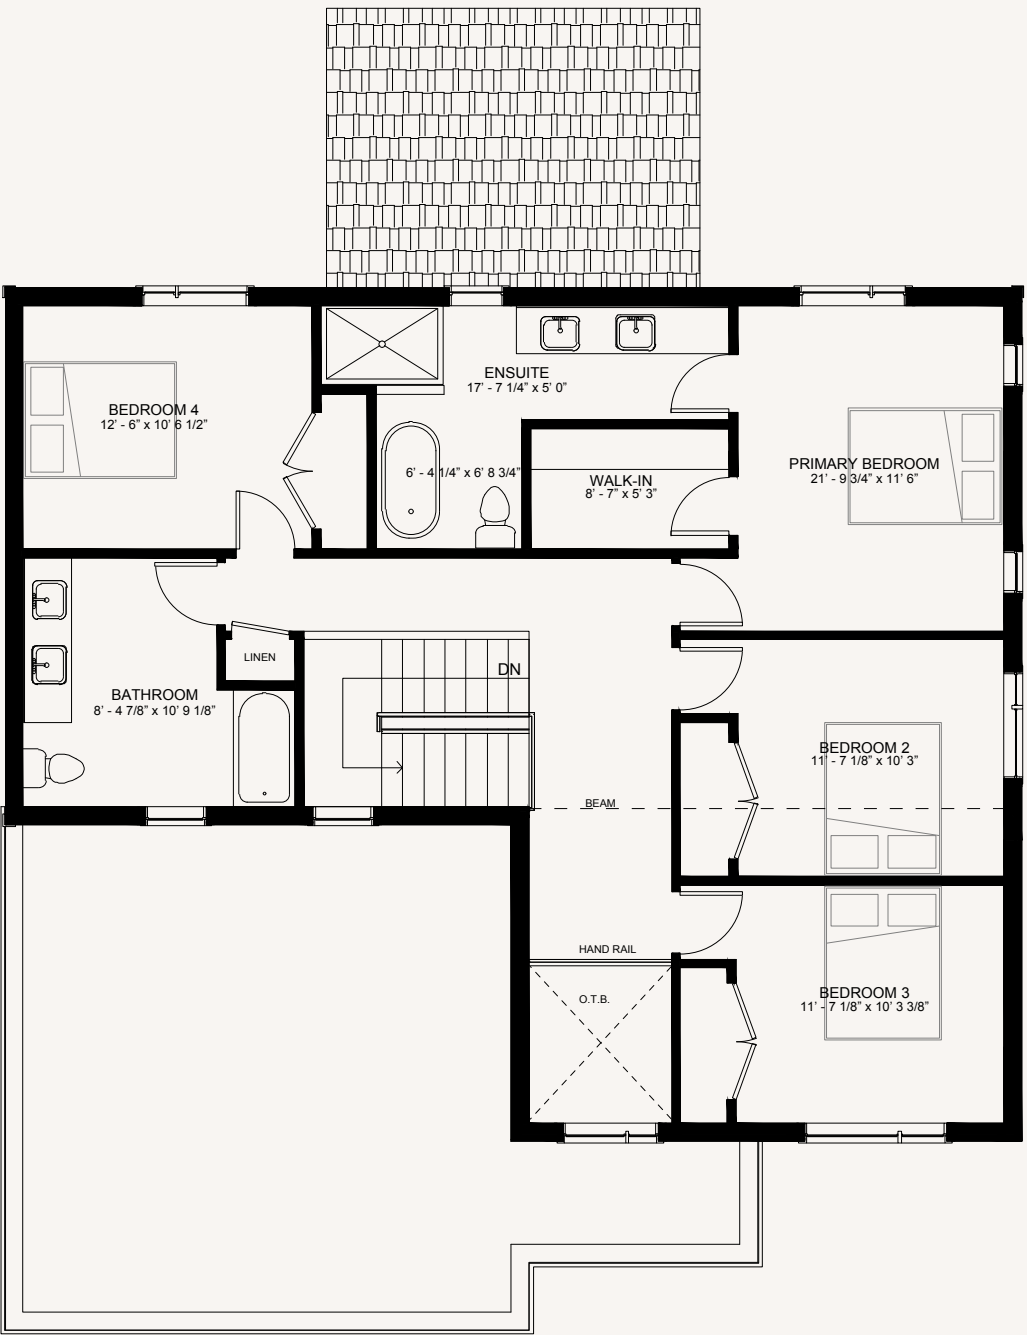 ENSUITE
17' - 7 1/4" x 5' 0"
BEDROOM 4
12' - 6" x 10' 6 1/2"
6' - 4 1/4" x 6' 8 3/4"
WALK-IN
8' - 7" x 5' 3"
PRIMARY BEDROOM
21' - 9 3/4" x 11' 6"
LINEN
DN
BATHROOM
8' - 4 7/8" x 10' 9 1/8"
BEDROOM 2
11' - 7 1/8" x 10' 3"
BEAM
HAND RAIL
O.T.B.
BEDROOM 3
11' - 7 1/8" x 10' 3 3/8"